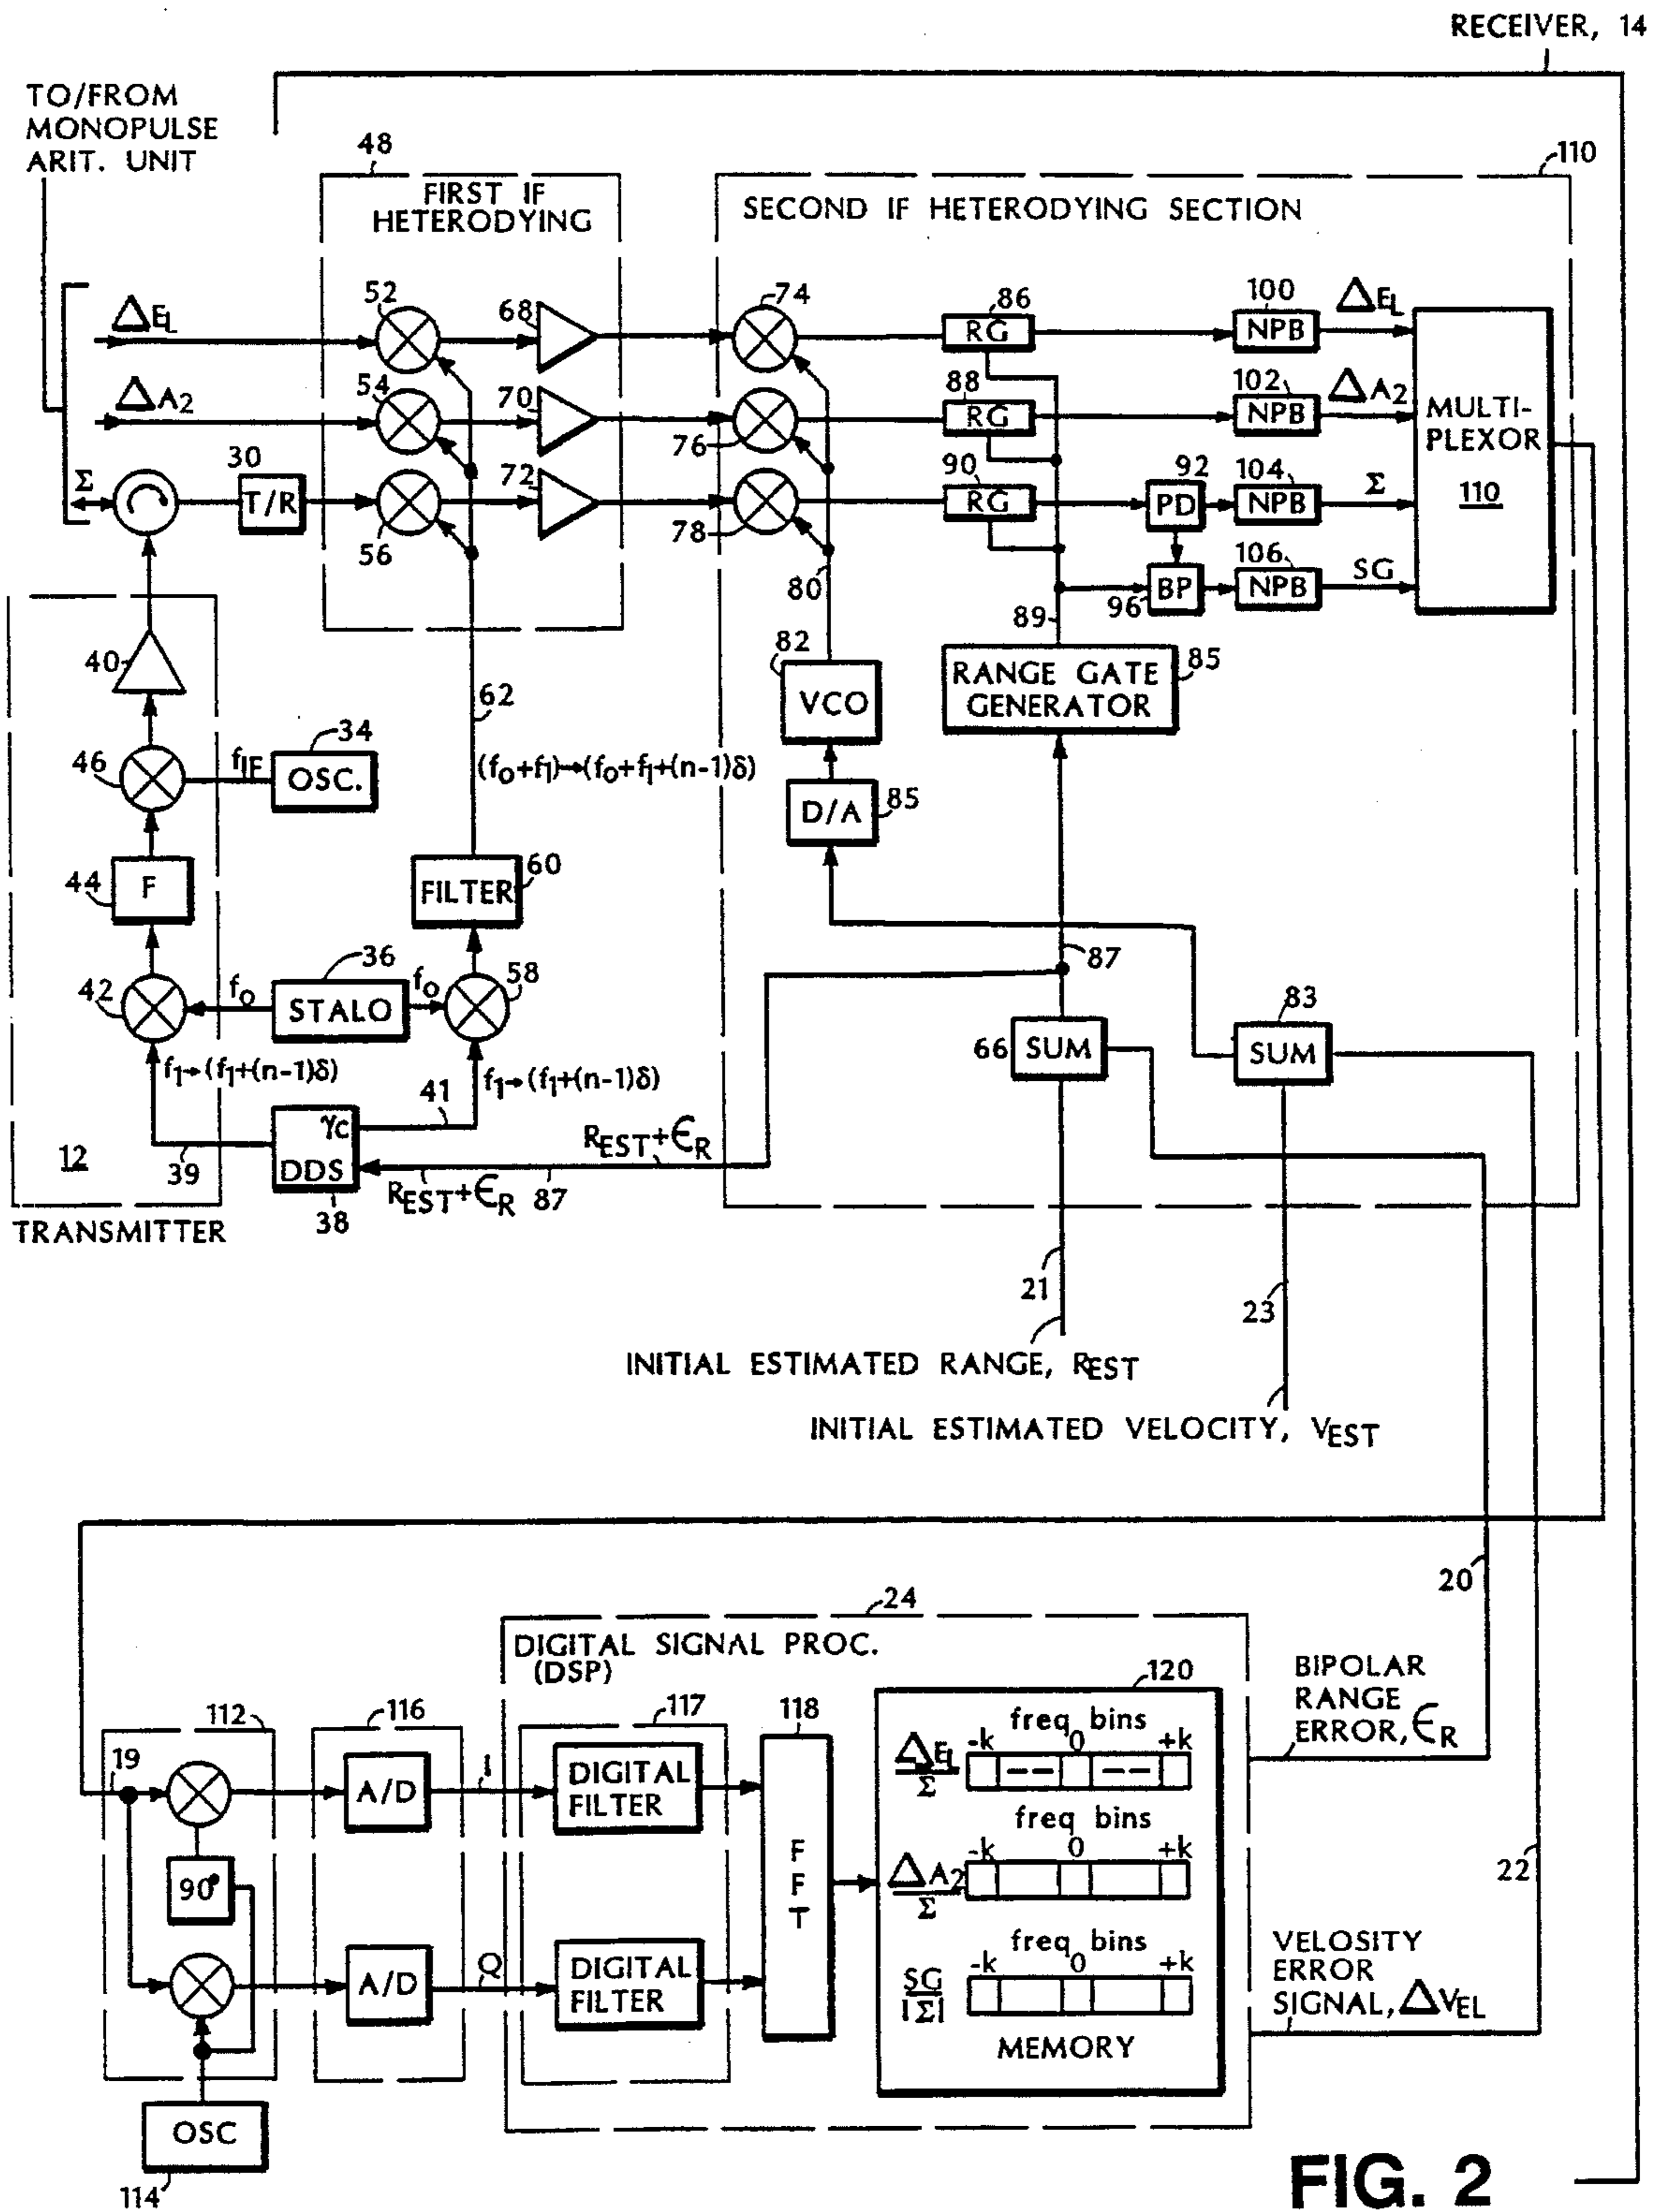 RECEIVER, 14
TO/FROM
MONOPULSE
ARIT. UNIT
48
FIRST IF
HETERODYING
110
SECOND IF HETERODYING SECTION
ΔEL
52
68
74
86
RG
100
NPB
ΔEL
ΔA2
54
70
76
88
RG
102
NPB
ΔA2
MULTI-
PLEXOR
110
Σ
30
T/R
56
72
78
90
RG
92
PD
104
NPB
Σ
80
89
96
BP
106
NPB
SG
40
62
82
VCO
RANGE GATE
GENERATOR
85
46
fIF
34
OSC.
(fo+f1)→(fo+f1+(n-1)δ)
D/A
85
44
F
FILTER
60
87
42
fo
36
STALO
fo
58
66
SUM
83
SUM
f1→(f1+(n-1)δ)
41
f1→(f1+(n-1)δ)
12
39
γc
DDS
38
REST+ЄR
REST+ЄR
87
TRANSMITTER
21
23
INITIAL ESTIMATED RANGE, REST
INITIAL ESTIMATED VELOCITY, VEST
20
24
DIGITAL SIGNAL PROC.
(DSP)
BIPOLAR
RANGE
ERROR, ЄR
112
116
117
118
120
19
A/D
I
DIGITAL
FILTER
freq bins
-k 0 +k
ΔEL
Σ
90°
FFT
freq bins
-k 0 +k
ΔA2
Σ
22
A/D
Q
DIGITAL
FILTER
freq bins
-k 0 +k
SG
|Σ|
MEMORY
VELOSITY
ERROR
SIGNAL, ΔVEL
OSC
114
FIG. 2